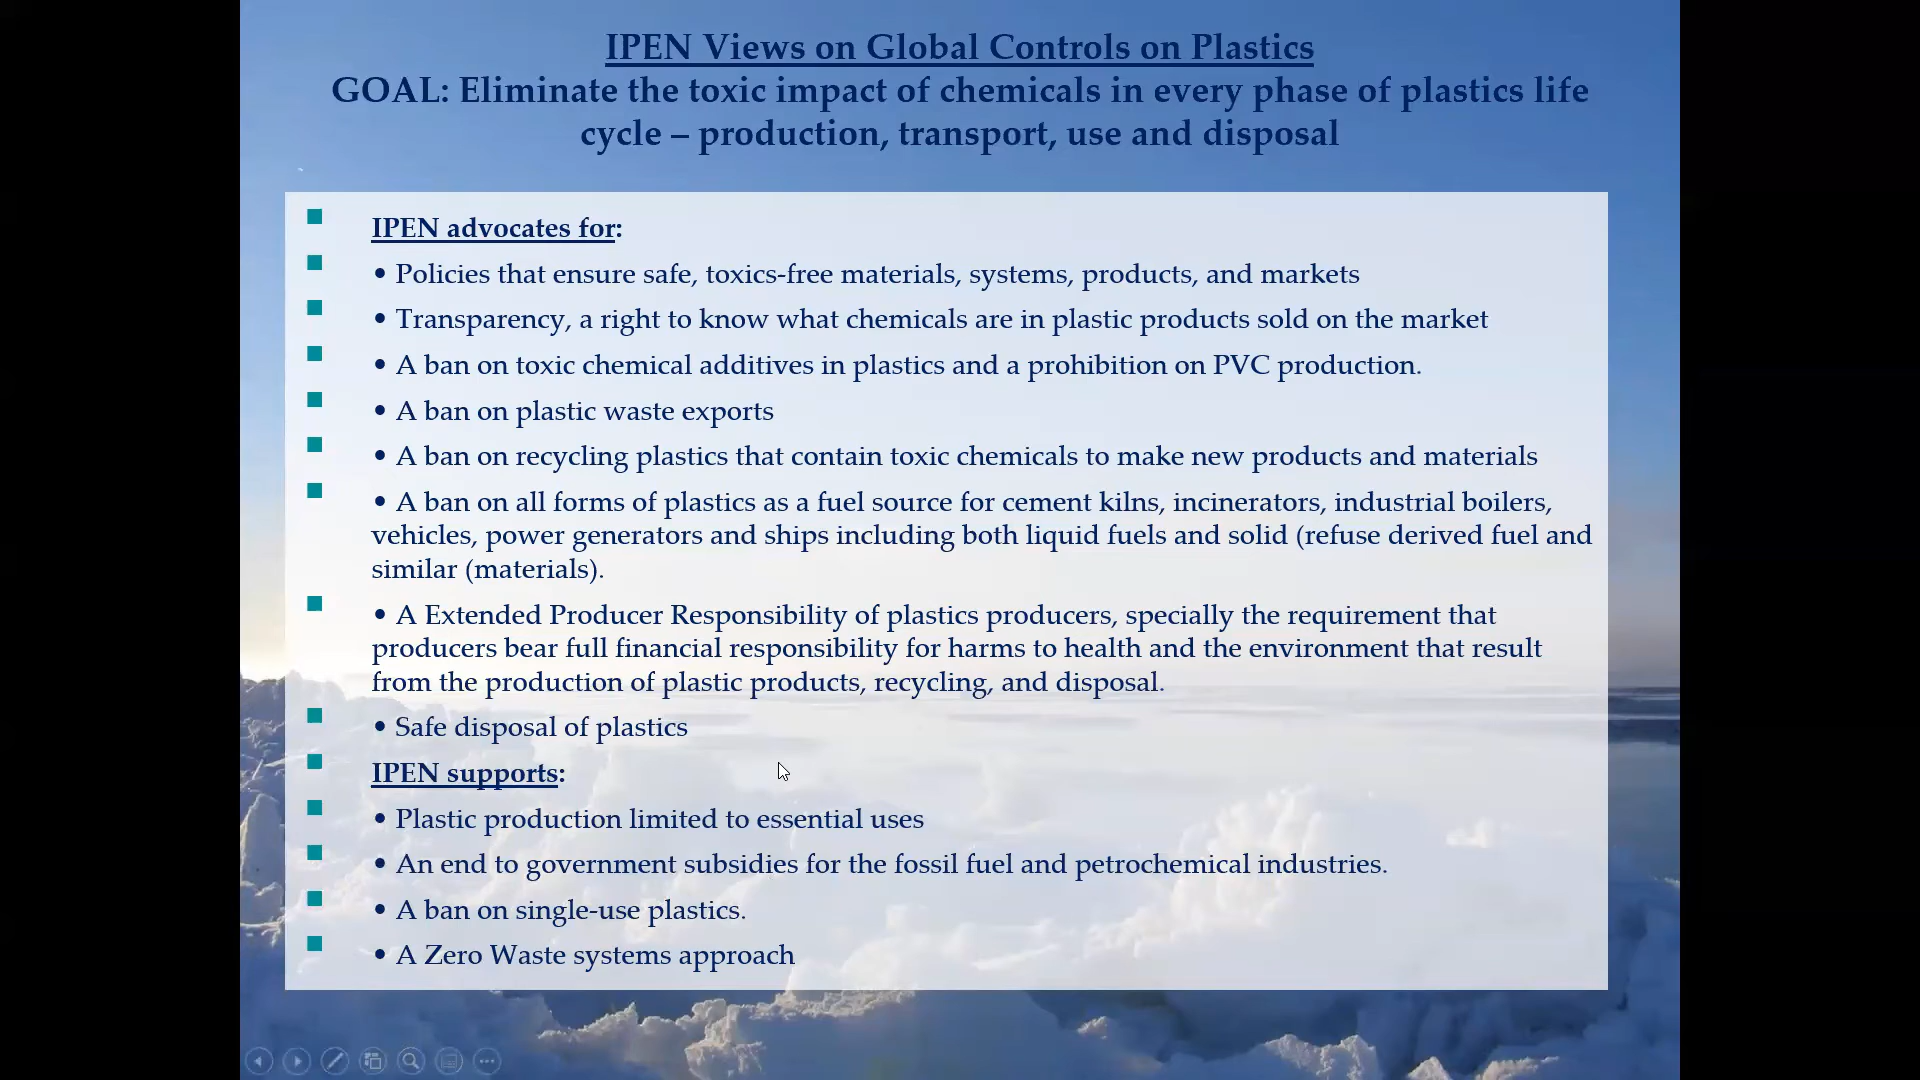 IPEN Views on Global Controls on Plastics
GOAL: Eliminate the toxic impact of chemicals in every phase of plastics life
cycle – production, transport, use and disposal
IPEN advocates for:
• Policies that ensure safe, toxics-free materials, systems, products, and markets
• Transparency, a right to know what chemicals are in plastic products sold on the market
• A ban on toxic chemical additives in plastics and a prohibition on PVC production.
• A ban on plastic waste exports
• A ban on recycling plastics that contain toxic chemicals to make new products and materials
• A ban on all forms of plastics as a fuel source for cement kilns, incinerators, industrial boilers,
vehicles, power generators and ships including both liquid fuels and solid (refuse derived fuel and
similar (materials).
• A Extended Producer Responsibility of plastics producers, specially the requirement that
producers bear full financial responsibility for harms to health and the environment that result
from the production of plastic products, recycling, and disposal.
• Safe disposal of plastics
IPEN supports:
• Plastic production limited to essential uses
• An end to government subsidies for the fossil fuel and petrochemical industries.
• A ban on single-use plastics.
• A Zero Waste systems approach